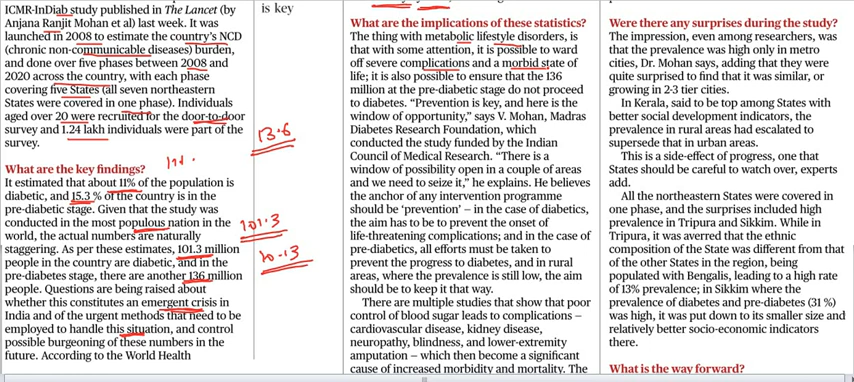 ICMR-InDiab study published in The Lancet (by
Anjana Ranjit Mohan et al) last week. It was
launched in 2008 to estimate the country's NCD
(chronic non-communicable diseases) burden,
and done over five phases between 2008 and
2020 across the country, with each phase
covering five States (all seven northeastern
States were covered in one phase). Individuals
aged over 20 were recruited for the door-to-door
survey and 1.24 lakh individuals were part of the
survey.
What are the key findings?
It estimated that about 11% of the population is
diabetic, and 15.3 % of the country is in the
pre-diabetic stage. Given that the study was
conducted in the most populous nation in the
world, the actual numbers are naturally
staggering. As per these estimates, 101.3 million
people in the country are diabetic, and in the
pre-diabetes stage, there are another 136 million
people. Questions are being raised about
whether this constitutes an emergent crisis in
India and of the urgent methods that need to be
employed to handle this situation, and control
possible burgeoning of these numbers in the
future. According to the World Health
is key
13.6
101.3
10.13
What are the implications of these statistics?
The thing with metabolic lifestyle disorders, is
that with some attention, it is possible to ward
off severe complications and a morbid state of
life; it is also possible to ensure that the 136
million at the pre-diabetic stage do not proceed
to diabetes. “Prevention is key, and here is the
window of opportunity,” says V. Mohan, Madras
Diabetes Research Foundation, which
conducted the study funded by the Indian
Council of Medical Research. “There is a
window of possibility open in a couple of areas
and we need to seize it,” he explains. He believes
the anchor of any intervention programme
should be ‘prevention’ – in the case of diabetics,
the aim has to be to prevent the onset of
life-threatening complications; and in the case of
pre-diabetics, all efforts must be taken to
prevent the progress to diabetes, and in rural
areas, where the prevalence is still low, the aim
should be to keep it that way.
There are multiple studies that show that poor
control of blood sugar leads to complications –
cardiovascular disease, kidney disease,
neuropathy, blindness, and lower-extremity
amputation – which then become a significant
cause of increased morbidity and mortality. The
Were there any surprises during the study?
The impression, even among researchers, was
that the prevalence was high only in metro
cities, Dr. Mohan says, adding that they were
quite surprised to find that it was similar, or
growing in 2-3 tier cities.
In Kerala, said to be top among States with
better social development indicators, the
prevalence in rural areas had escalated to
supersede that in urban areas.
This is a side-effect of progress, one that
States should be careful to watch over, experts
add.
All the northeastern States were covered in
one phase, and the surprises included high
prevalence in Tripura and Sikkim. While in
Tripura, it was averred that the ethnic
composition of the State was different from that
of the other States in the region, being
populated with Bengalis, leading to a high rate
of 13% prevalence; in Sikkim where the
prevalence of diabetes and pre-diabetes (31 %)
was high, it was put down to its smaller size and
relatively better socio-economic indicators
there.
What is the way forward?